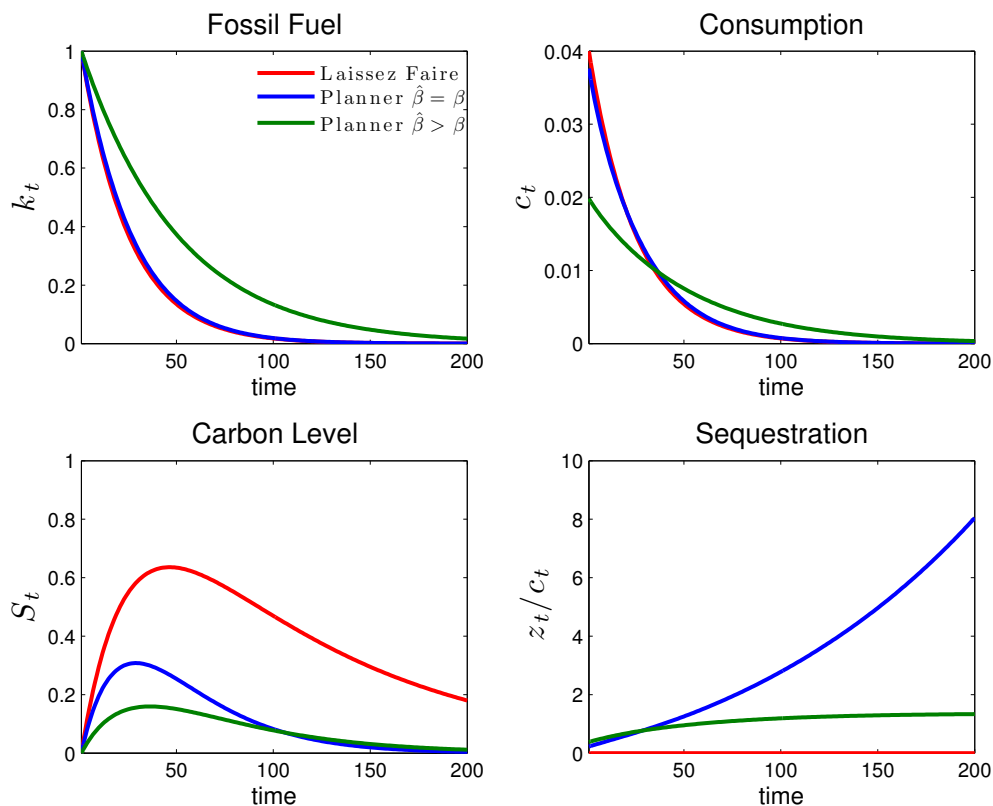 Fossil Fuel
1
0.8
0.6
0.4
0.2
0
50
100
150
200
time
k_t
Laissez Faire
Planner β̂ = β
Planner β̂ > β
Consumption
0.04
0.03
0.02
0.01
0
50
100
150
200
time
c_t
Carbon Level
1
0.8
0.6
0.4
0.2
0
50
100
150
200
time
S_t
Sequestration
10
8
6
4
2
0
50
100
150
200
time
z_t/c_t